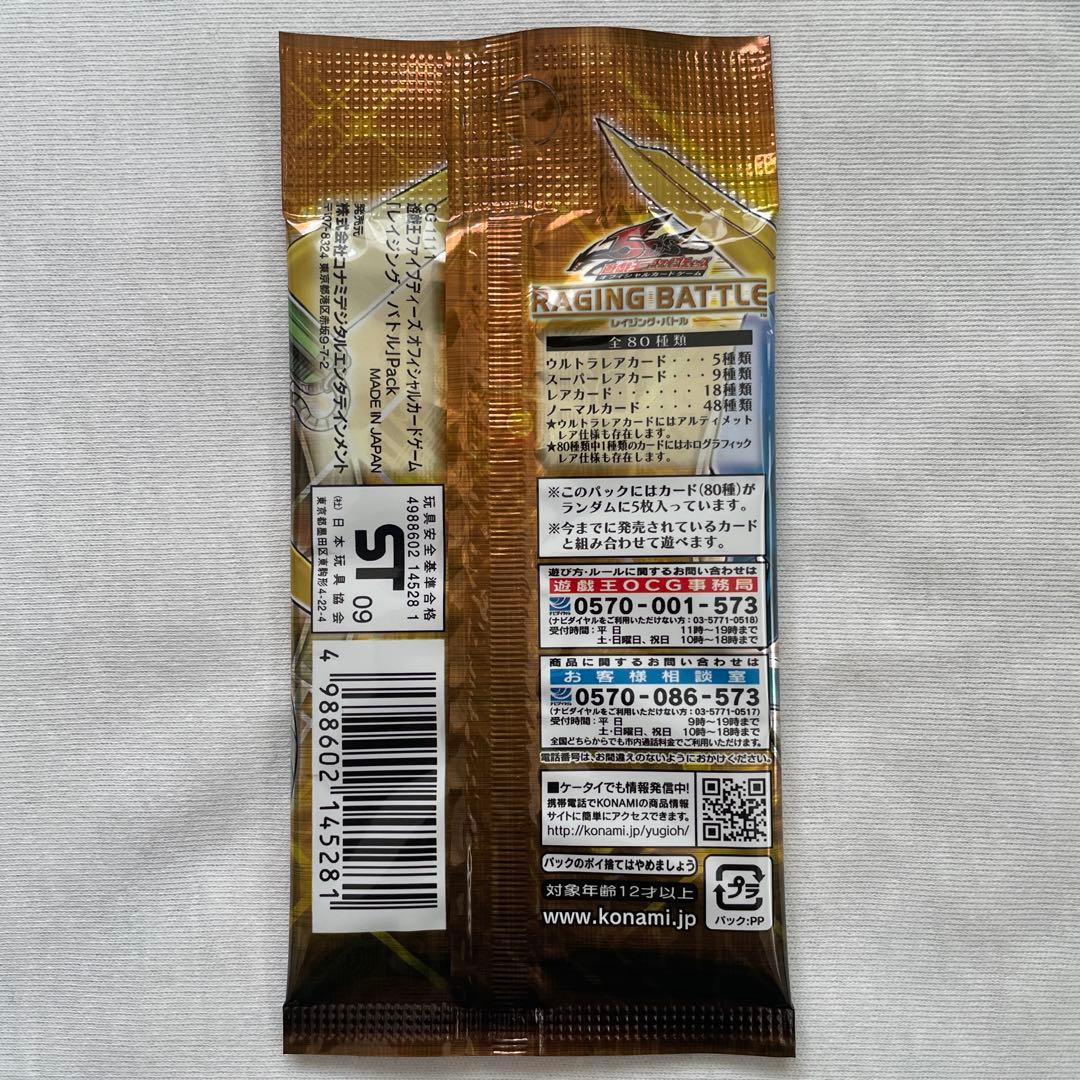 CG1111
遊戯王ファイブディーズ オフィシャルカードゲーム
「レイジング・バトル」Pack
MADE IN JAPAN
発売元
株式会社コナミデジタルエンタテインメント
〒107-8324 東京都港区赤坂9-7-2
玩具安全基準合格
4988602 14528 1
ST 09
(社)日本玩具協会
東京都墨田区東駒形4-22-4
4 988602 145281
5D's
遊戯王ファイブディーズ
オフィシャルカードゲーム
RAGING BATTLE™
レイジング・バトル
全80種類
ウルトラレアカード・・・5種類
スーパーレアカード・・・9種類
レアカード・・・・・・18種類
ノーマルカード・・・・・48種類
★ウルトラレアカードにはアルティメット
レア仕様も存在します。
★80種類中1種類のカードにはホログラフィック
レア仕様も存在します。
※このパックにはカード(80種)が
ランダムに5枚入っています。
※今までに発売されているカード
と組み合わせて遊べます。
遊び方・ルールに関するお問い合わせは
遊戯王OCG事務局
0570-001-573
(ナビダイヤルをご利用いただけない方:03-5771-0518)
受付時間:平日 11時〜19時まで
土・日曜日、祝日 10時〜18時まで
商品に関するお問い合わせは
お客様相談室
0570-086-573
(ナビダイヤルをご利用いただけない方:03-5771-0517)
受付時間:平日 9時〜19時まで
土・日曜日、祝日 10時〜18時まで
全国どちらからでも市内通話料金でご利用いただけます。
電話番号は、お間違えのないようにおかけください。
■ケータイでも情報発信中!
携帯電話でKONAMIの商品情報
サイトに簡単にアクセスできます。
http://konami.jp/yugioh/
パックのポイ捨てはやめましょう
対象年齢12才以上
www.konami.jp
プラ
パック:PP